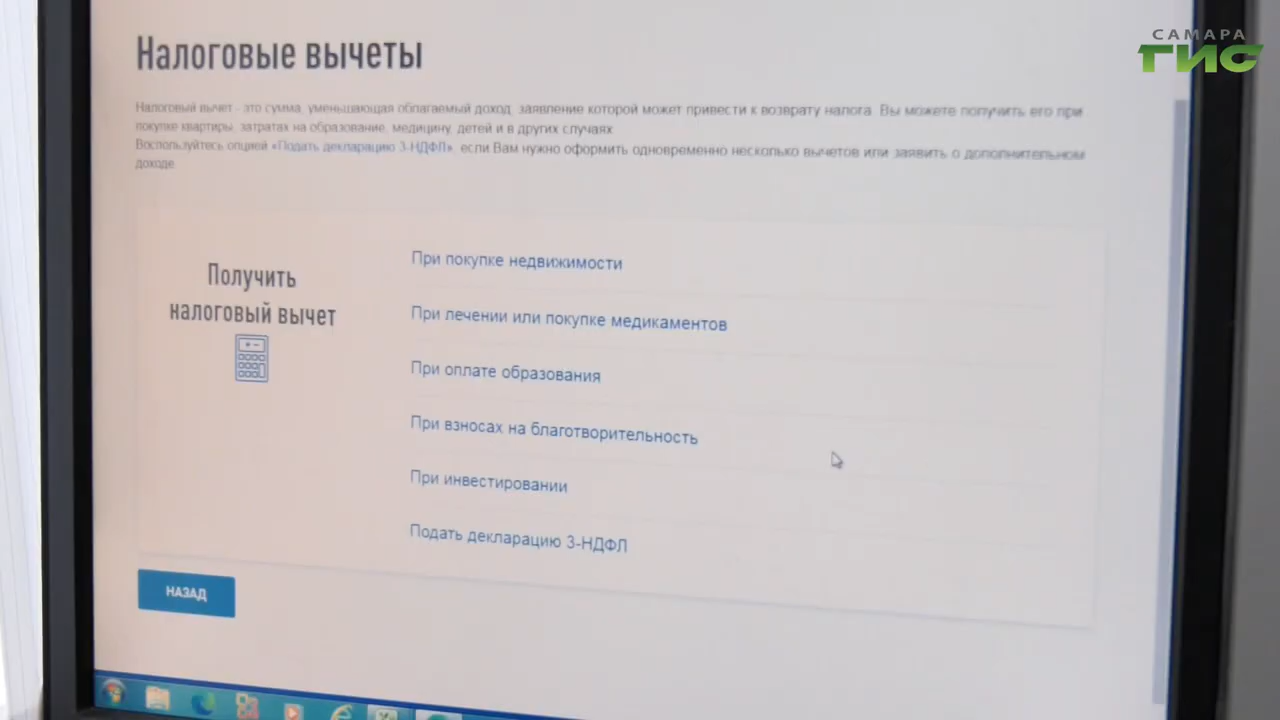 САМАРА
ГИС
Налоговые вычеты
Налоговый вычет - это сумма, уменьшающая облагаемый доход, заявление которой может привести к возврату налога. Вы можете получить его при
покупке квартиры, затратах на образование, медицину, детей и в других случаях
Воспользуйтесь опцией «Подать декларацию 3-НДФЛ», если Вам нужно оформить одновременно несколько вычетов или заявить о дополнительном
доходе
Получить
налоговый вычет
При покупке недвижимости
При лечении или покупке медикаментов
При оплате образования
При взносах на благотворительность
При инвестировании
Подать декларацию 3-НДФЛ
НАЗАД